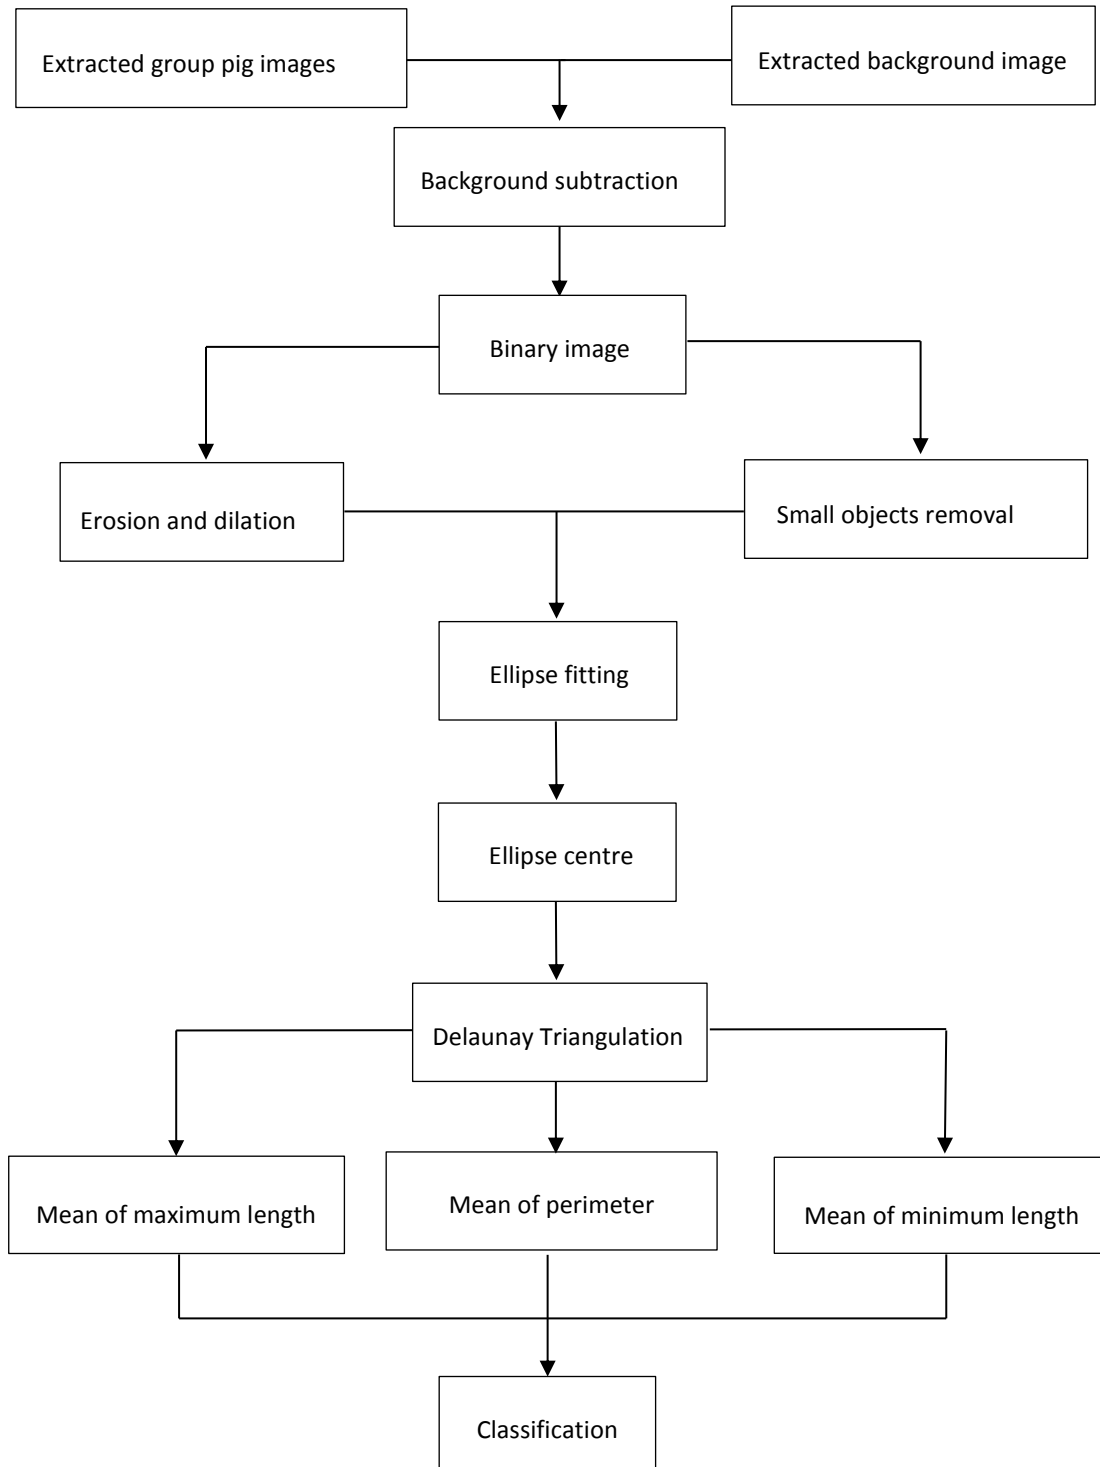 Extracted group pig images
Extracted background image
Background subtraction
Binary image
Erosion and dilation
Small objects removal
Ellipse fitting
Ellipse centre
Delaunay Triangulation
Mean of maximum length
Mean of perimeter
Mean of minimum length
Classification